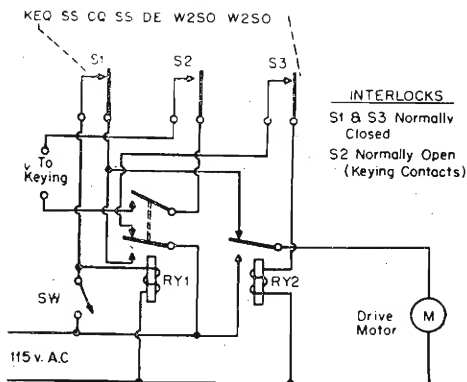 KEQ SS CQ SS DE W2SO W2SO
S1
S2
S3
INTERLOCKS
S1 & S3 Normally
Closed
S2 Normally Open
(Keying Contacts)
To
Keying
RY1
RY2
SW
Drive
Motor
M
115 v. A.C